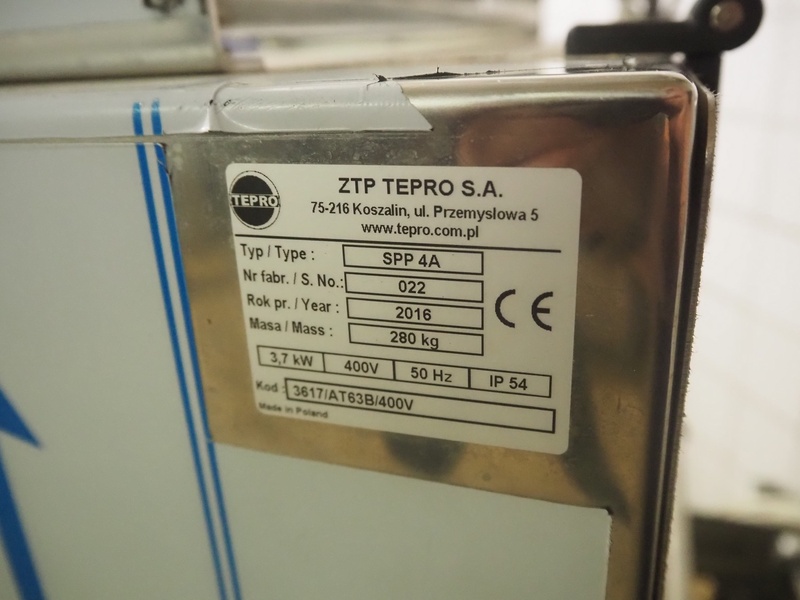 TEPRO
ZTP TEPRO S.A.
75-216 Koszalin, ul. Przemysłowa 5
www.tepro.com.pl
Typ / Type : SPP 4A
Nr fabr. / S. No.: 022
Rok pr. / Year : 2016
Masa / Mass : 280 kg
CE
3,7 kW 400V 50 Hz IP 54
Kod : 3617/AT63B/400V
Made in Poland